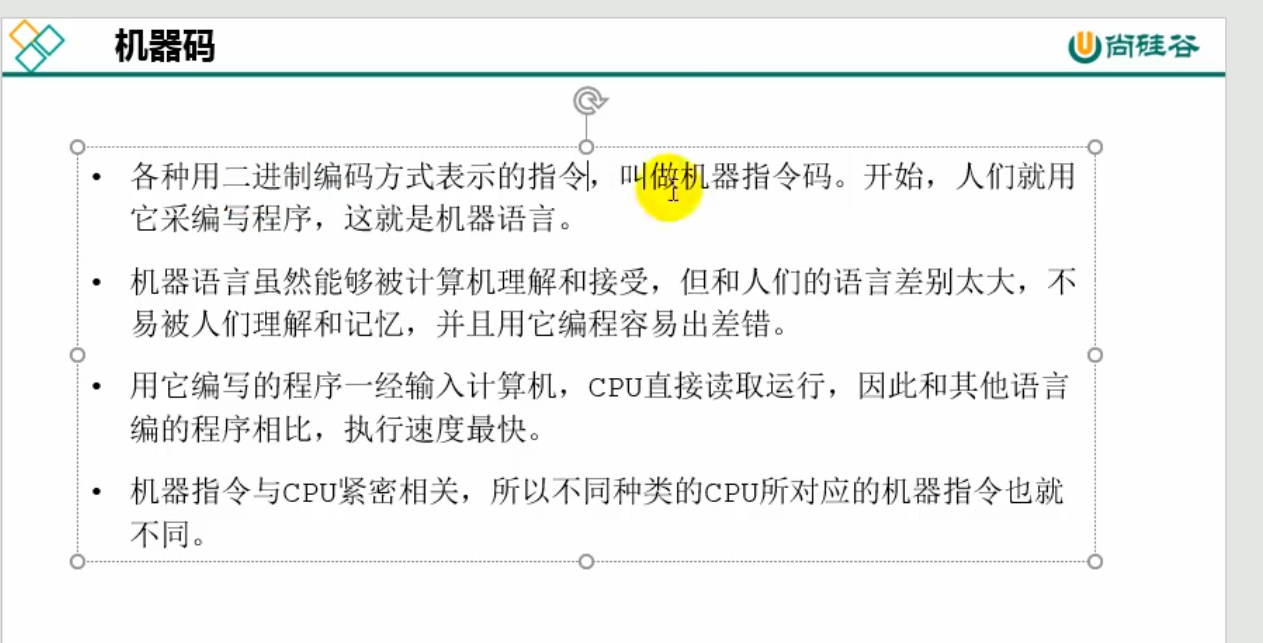 机器码
尚硅谷
• 各种用二进制编码方式表示的指令，叫做机器指令码。开始，人们就用
它采编写程序，这就是机器语言。
• 机器语言虽然能够被计算机理解和接受，但和人们的语言差别太大，不
易被人们理解和记忆，并且用它编程容易出差错。
• 用它编写的程序一经输入计算机，CPU直接读取运行，因此和其他语言
编的程序相比，执行速度最快。
• 机器指令与CPU紧密相关，所以不同种类的CPU所对应的机器指令也就
不同。